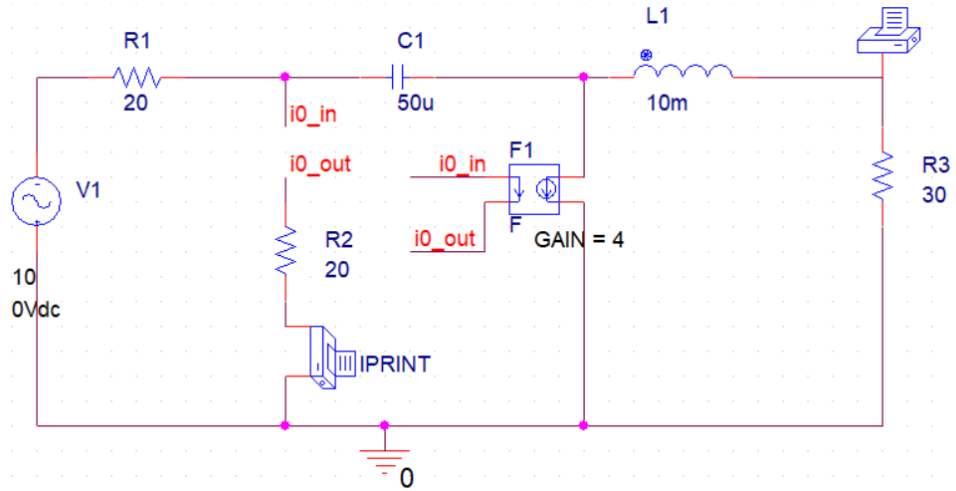 R1
20
C1
50u
L1
10m
i0_in
i0_out
i0_in
F1
F
i0_out
GAIN = 4
R3
30
V1
-
+
10
0Vdc
R2
20
IPRINT
0